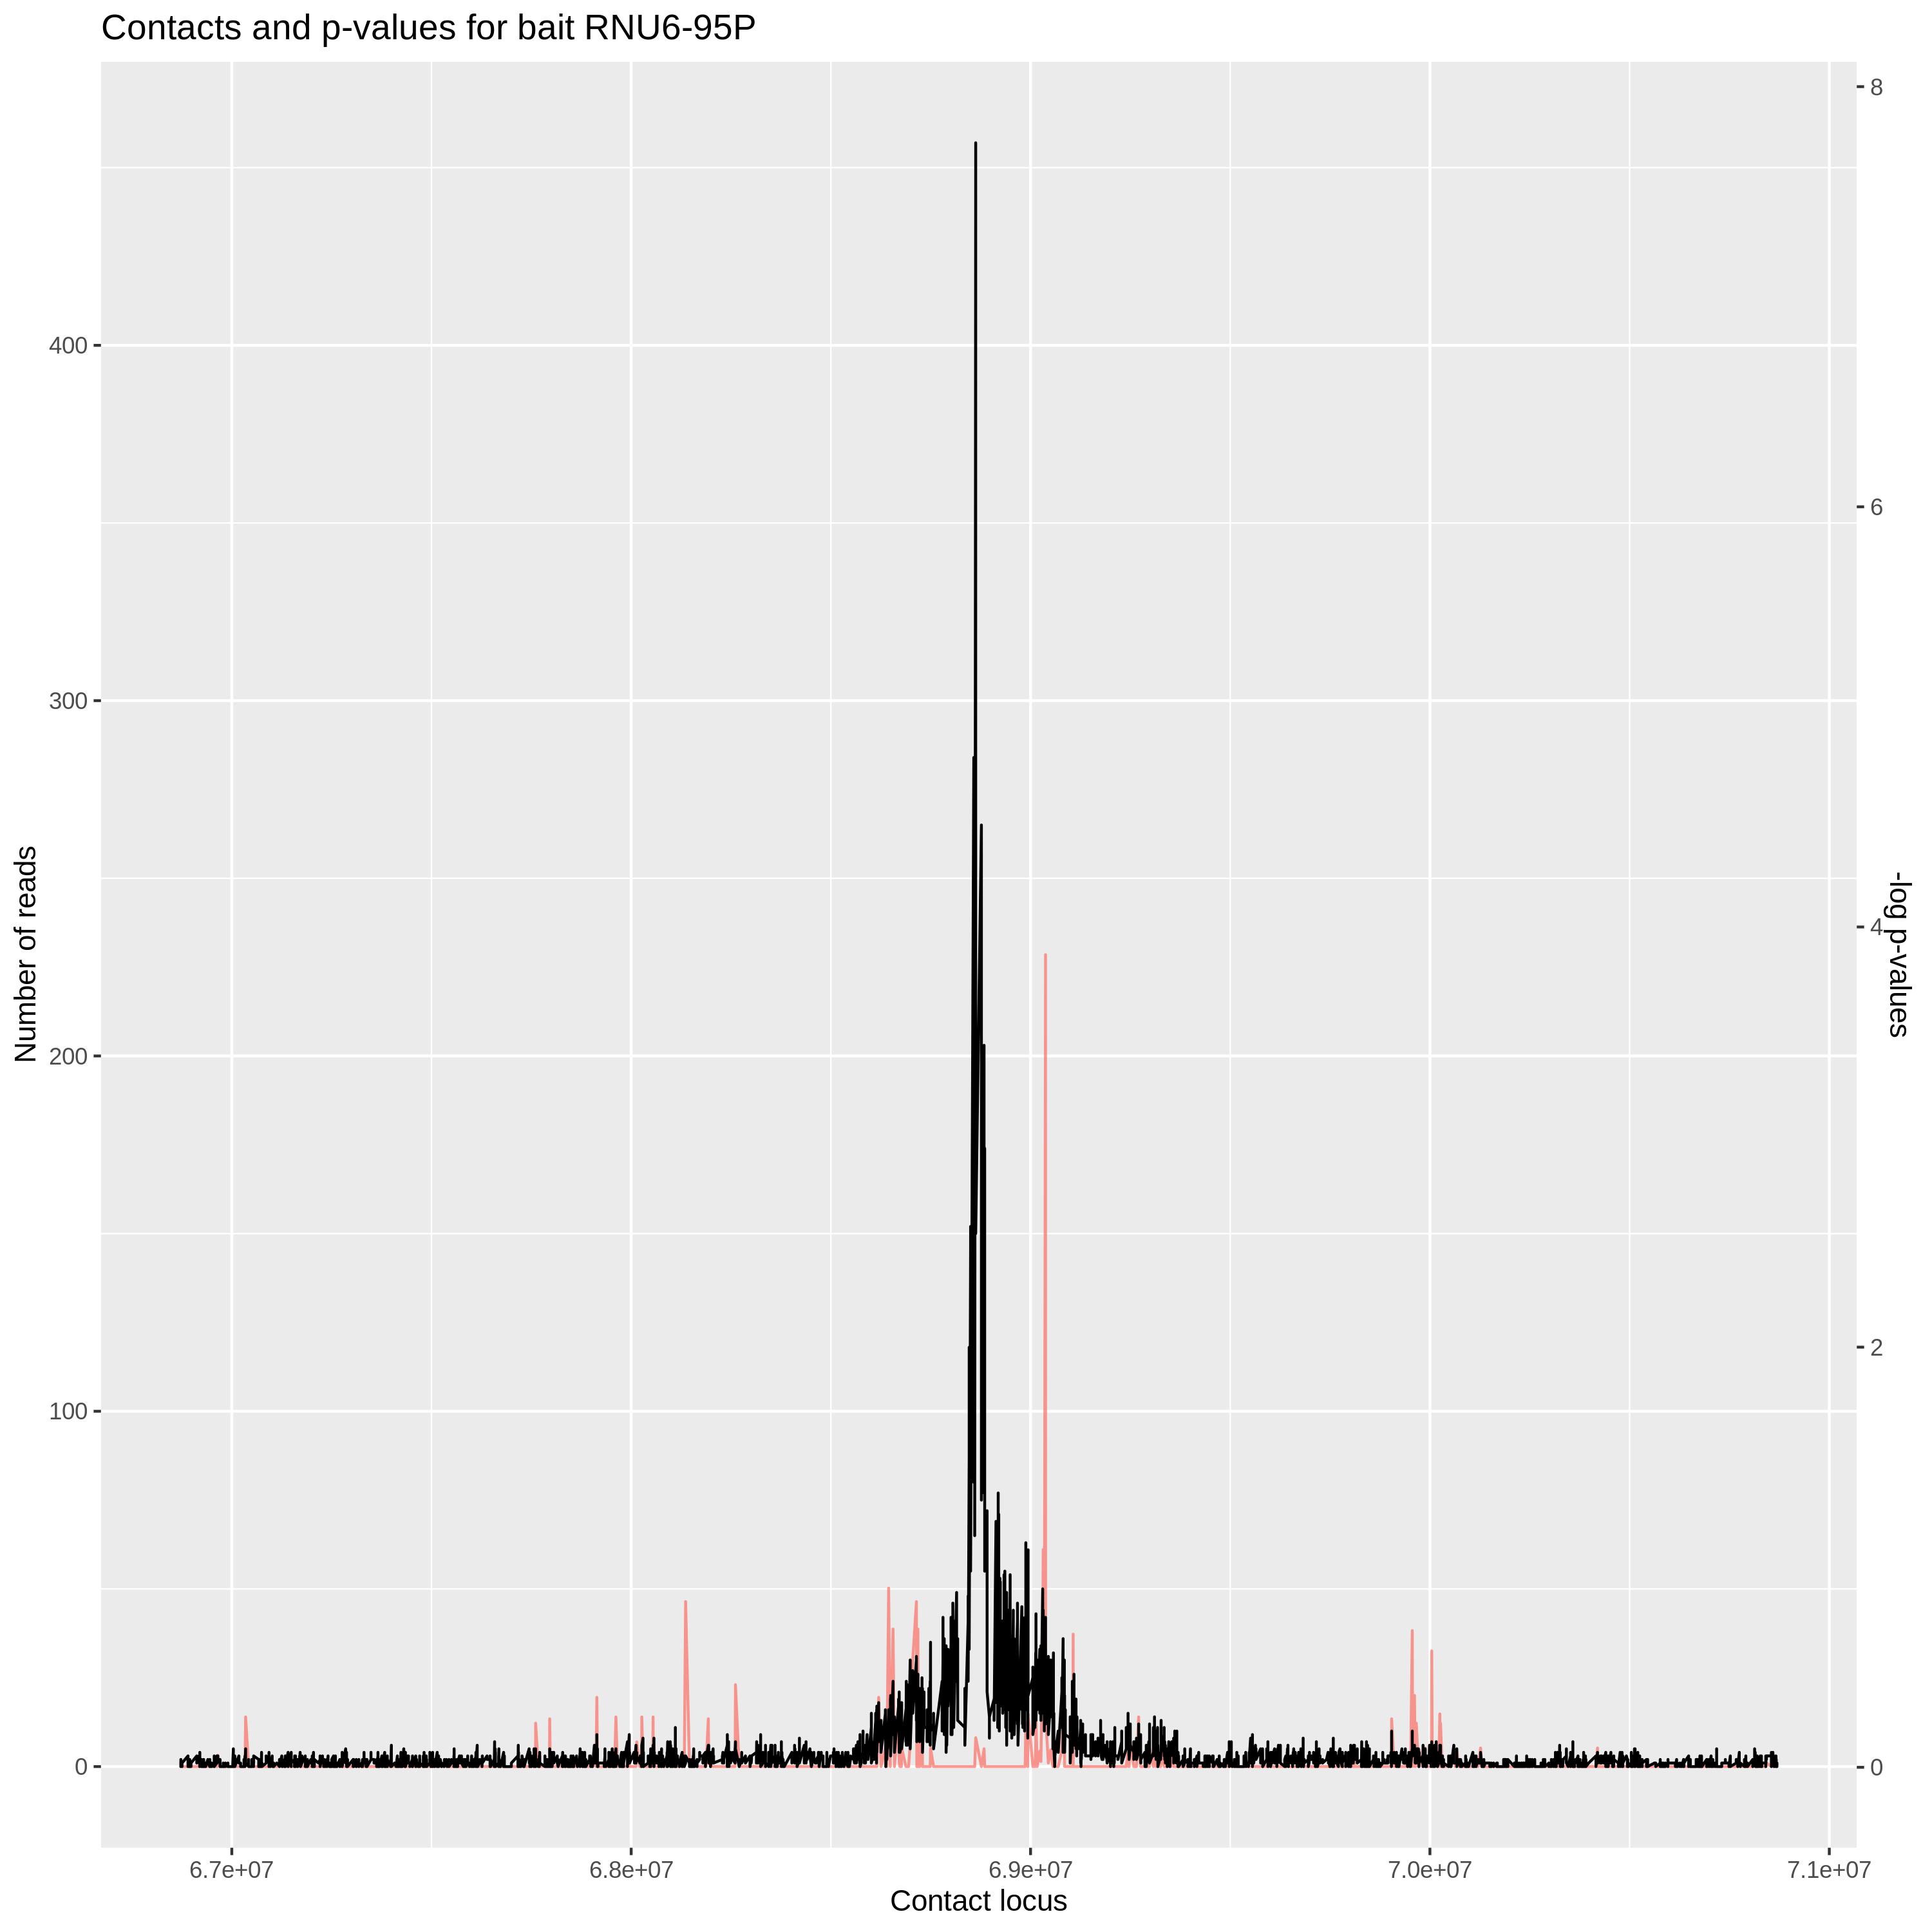 Contacts and p-values for bait RNU6-95P
8
400
6
300
Number of reads
-log p-values
4
200
2
100
0
0
6.7e+07
6.8e+07
6.9e+07
7.0e+07
7.1e+07
Contact locus